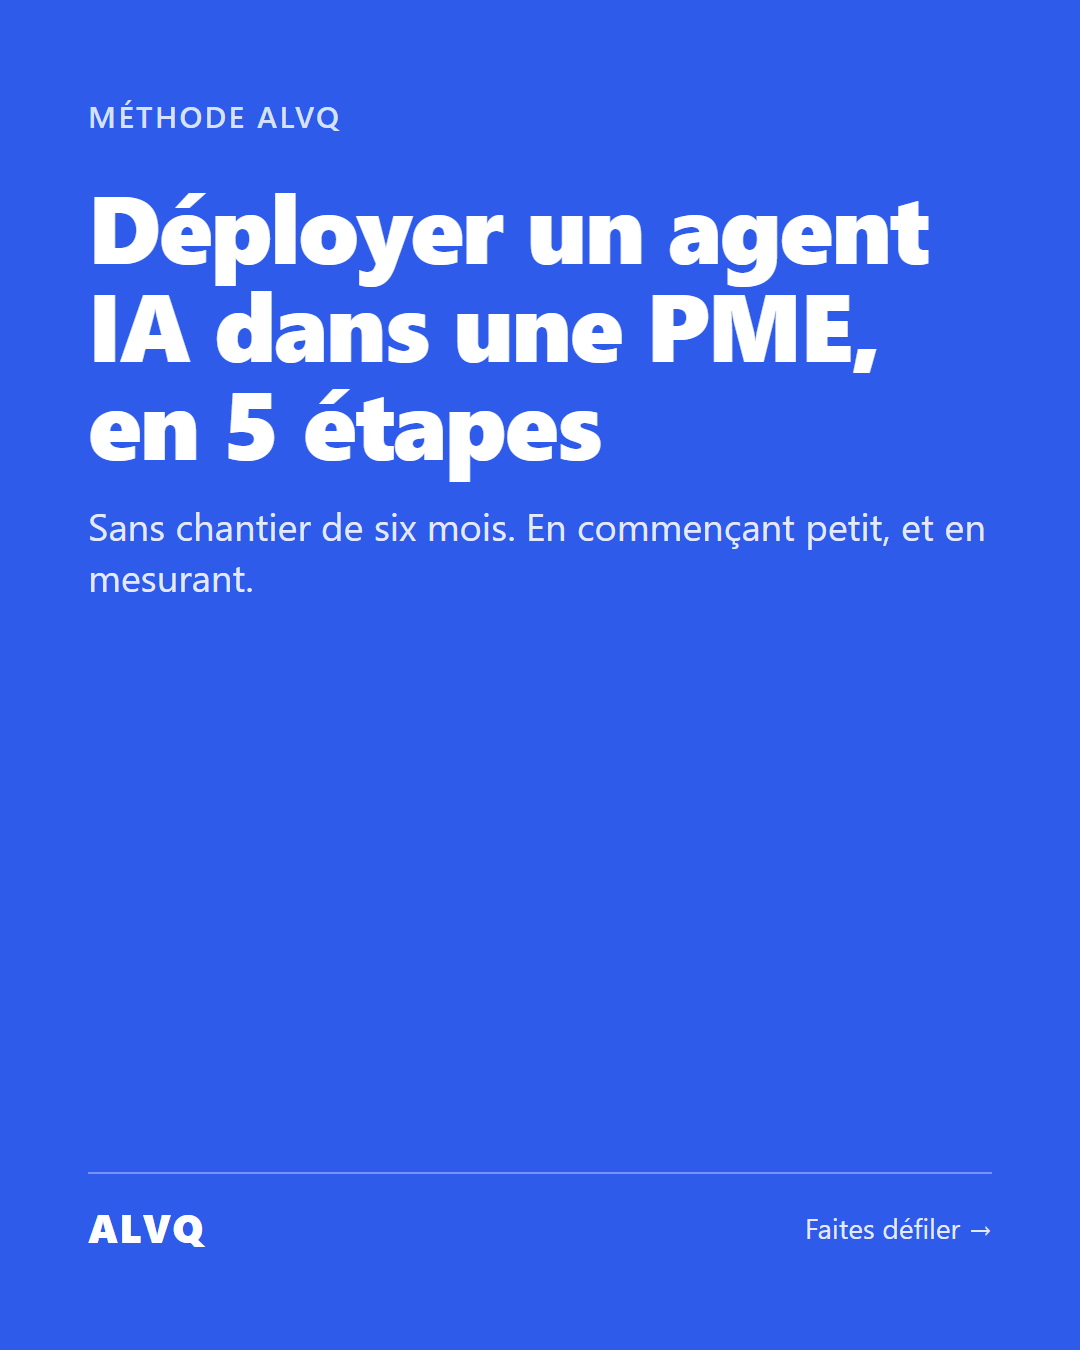 MÉTHODE ALVQ
Déployer un agent
IA dans une PME,
en 5 étapes
Sans chantier de six mois. En commençant petit, et en
mesurant.
ALVQ
Faites défiler →